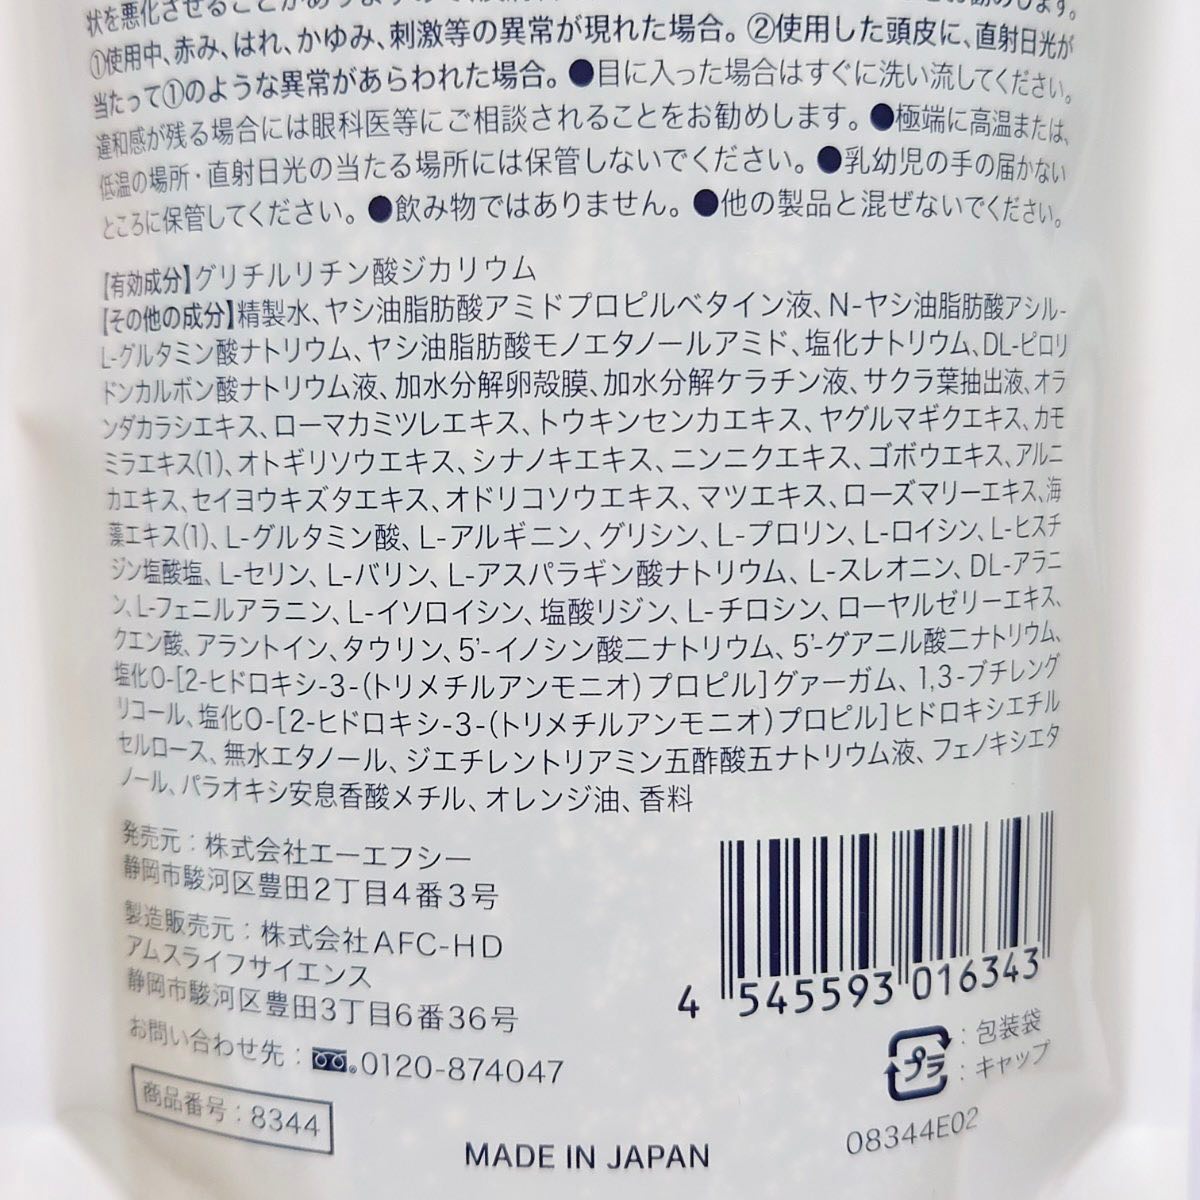 状を悪化させることがあります
①使用中、赤み、はれ、かゆみ、刺激等の異常が現れた場合。②使用した頭皮に、直射日光が
当たって①のような異常があらわれた場合。●目に入った場合はすぐに洗い流してください。
違和感が残る場合には眼科医等にご相談されることをお勧めします。●極端に高温または、
低温の場所・直射日光の当たる場所には保管しないでください。●乳幼児の手の届かない
ところに保管してください。●飲み物ではありません。●他の製品と混ぜないでください。
【有効成分】グリチルリチン酸ジカリウム
【その他の成分】精製水、ヤシ油脂肪酸アミドプロピルベタイン液、N-ヤシ油脂肪酸アシル-
L-グルタミン酸ナトリウム、ヤシ油脂肪酸モノエタノールアミド、塩化ナトリウム、DL-ピロリ
ドンカルボン酸ナトリウム液、加水分解卵殻膜、加水分解ケラチン液、サクラ葉抽出液、オラ
ンダカラシエキス、ローマカミツレエキス、トウキンセンカエキス、ヤグルマギクエキス、カモ
ミラエキス(1)、オトギリソウエキス、シナノキエキス、ニンニクエキス、ゴボウエキス、アルニ
カエキス、セイヨウキズタエキス、オドリコソウエキス、マツエキス、ローズマリーエキス、海
藻エキス(1)、L-グルタミン酸、L-アルギニン、グリシン、L-プロリン、L-ロイシン、L-ヒスチ
ジン塩酸塩、L-セリン、L-バリン、L-アスパラギン酸ナトリウム、L-スレオニン、DL-アラニ
ン、L-フェニルアラニン、L-イソロイシン、塩酸リジン、L-チロシン、ローヤルゼリーエキス、
クエン酸、アラントイン、タウリン、5'-イノシン酸二ナトリウム、5'-グアニル酸二ナトリウム、
塩化O-[2-ヒドロキシ-3-(トリメチルアンモニオ)プロピル]グァーガム、1,3-ブチレング
リコール、塩化O-[2-ヒドロキシ-3-(トリメチルアンモニオ)プロピル]ヒドロキシエチル
セルロース、無水エタノール、ジエチレントリアミン五酢酸五ナトリウム液、フェノキシエタ
ノール、パラオキシ安息香酸メチル、オレンジ油、香料
発売元：株式会社エーエフシー
静岡市駿河区豊田2丁目4番3号
製造販売元：株式会社AFC-HD
アムスライフサイエンス
静岡市駿河区豊田3丁目6番36号
お問い合わせ先：0120-874047
商品番号：8344
4 545593 016343
プラ
：包装袋
：キャップ
08344E02
MADE IN JAPAN